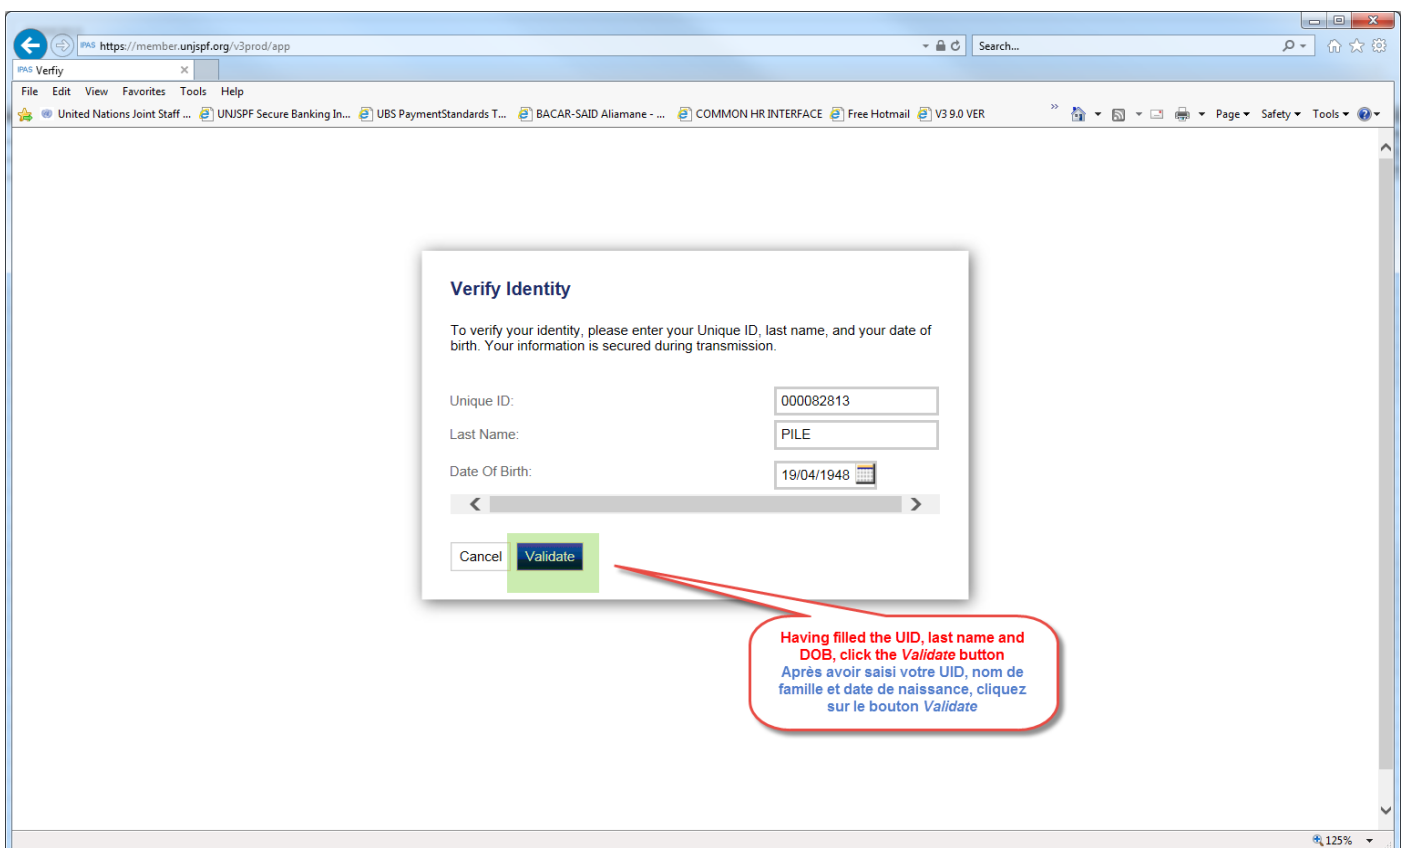 IPAS https://member.unjspf.org/v3prod/app Search...
IPAS Verfiy
File Edit View Favorites Tools Help
United Nations Joint Staff ... UNJSPF Secure Banking In... UBS PaymentStandards T... BACAR-SAID Aliamane - ... COMMON HR INTERFACE Free Hotmail V3 9.0 VER » Page Safety Tools
Verify Identity
To verify your identity, please enter your Unique ID, last name, and your date of
birth. Your information is secured during transmission.
Unique ID: 000082813
Last Name: PILE
Date Of Birth: 19/04/1948
Cancel Validate
Having filled the UID, last name and
DOB, click the Validate button
Après avoir saisi votre UID, nom de
famille et date de naissance, cliquez
sur le bouton Validate
125%